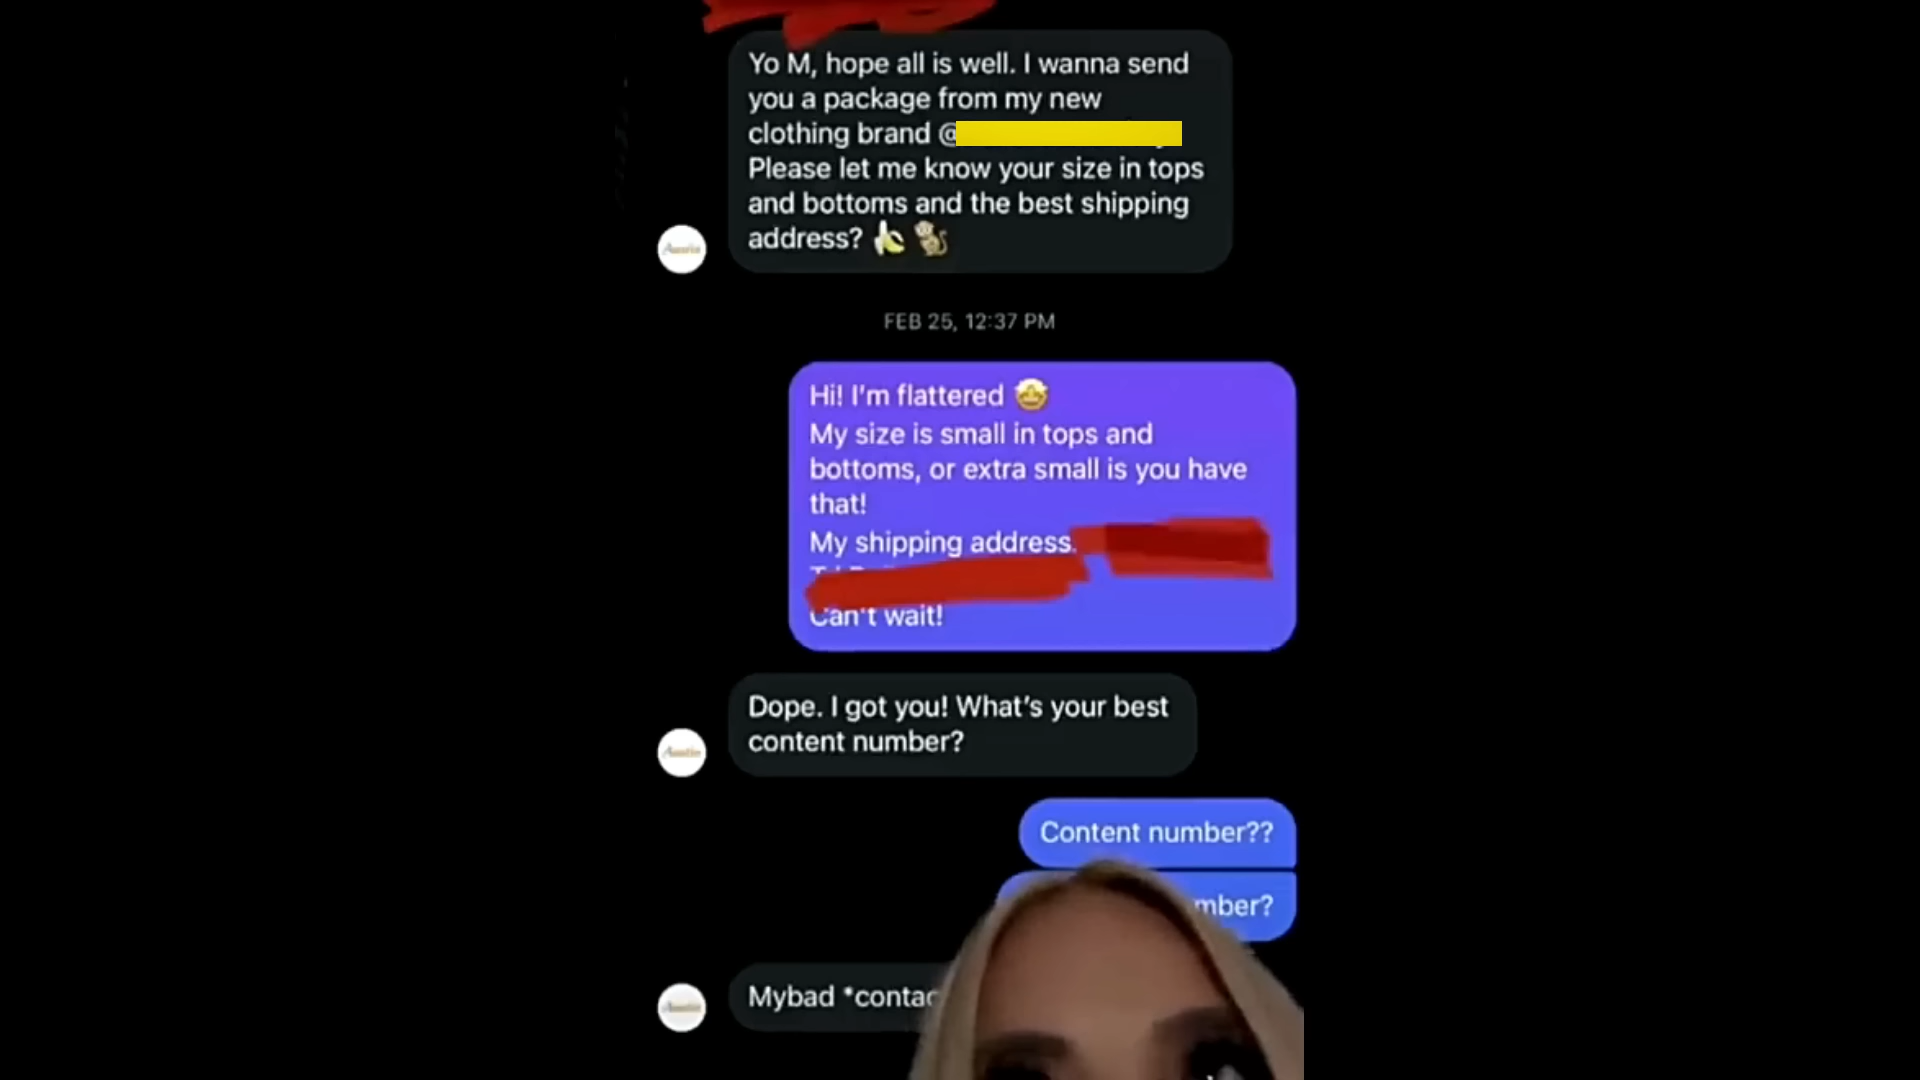 Yo M, hope all is well. I wanna send
you a package from my new
clothing brand @
Please let me know your size in tops
and bottoms and the best shipping
address? 🍌 🐒
FEB 25, 12:37 PM
Hi! I'm flattered 🤩
My size is small in tops and
bottoms, or extra small is you have
that!
My shipping address
Can't wait!
Dope. I got you! What's your best
content number?
Content number??
mber?
Mybad *contac